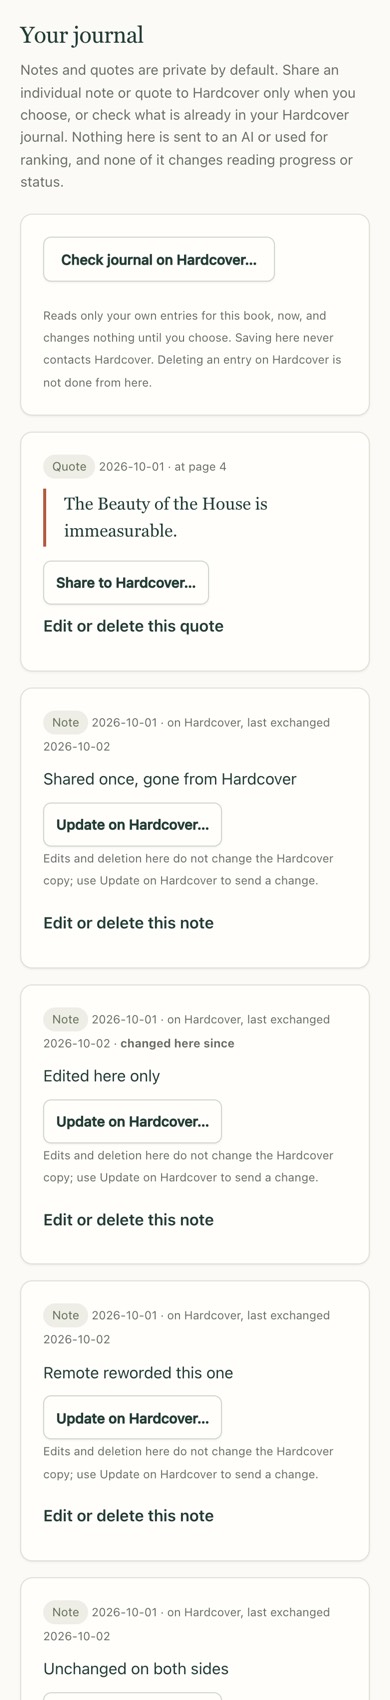 Your journal
Notes and quotes are private by default. Share an
individual note or quote to Hardcover only when you
choose, or check what is already in your Hardcover
journal. Nothing here is sent to an AI or used for
ranking, and none of it changes reading progress or
status.
Check journal on Hardcover...
Reads only your own entries for this book, now, and
changes nothing until you choose. Saving here never
contacts Hardcover. Deleting an entry on Hardcover is
not done from here.
Quote 2026-10-01 · at page 4
The Beauty of the House is
immeasurable.
Share to Hardcover...
Edit or delete this quote
Note 2026-10-01 · on Hardcover, last exchanged
2026-10-02
Shared once, gone from Hardcover
Update on Hardcover...
Edits and deletion here do not change the Hardcover
copy; use Update on Hardcover to send a change.
Edit or delete this note
Note 2026-10-01 · on Hardcover, last exchanged
2026-10-02 · changed here since
Edited here only
Update on Hardcover...
Edits and deletion here do not change the Hardcover
copy; use Update on Hardcover to send a change.
Edit or delete this note
Note 2026-10-01 · on Hardcover, last exchanged
2026-10-02
Remote reworded this one
Update on Hardcover...
Edits and deletion here do not change the Hardcover
copy; use Update on Hardcover to send a change.
Edit or delete this note
Note 2026-10-01 · on Hardcover, last exchanged
2026-10-02
Unchanged on both sides